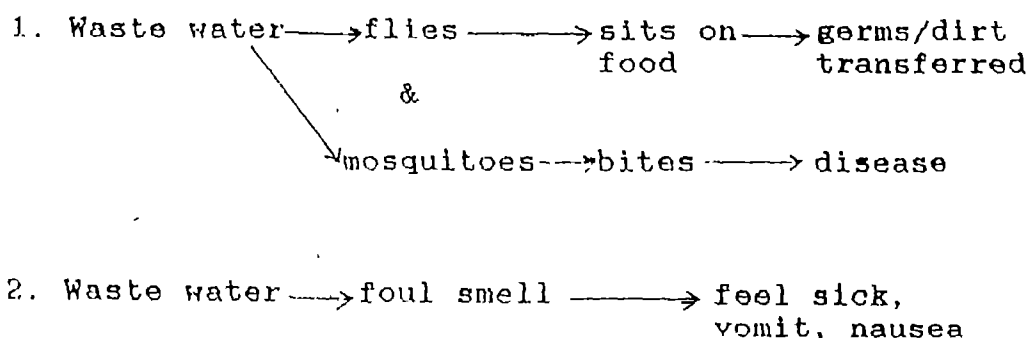 1. Waste water→flies→sits on→germs/dirt
food transferred
&
mosquitoes→bites→disease
2. Waste water→foul smell→feel sick,
vomit, nausea